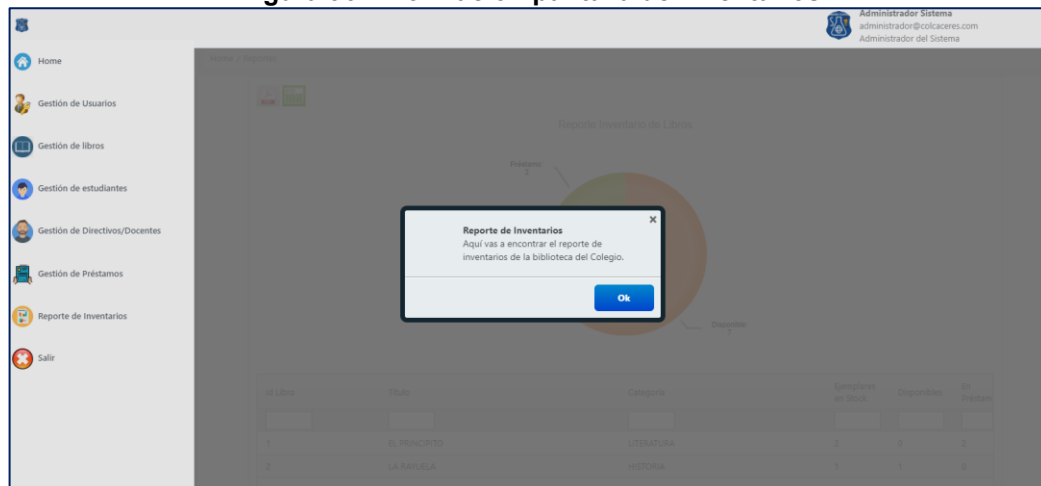 Administrador Sistema
administrador@colcaceres.com
Administrador del Sistema
Home
Gestión de Usuarios
Gestión de libros
Gestión de estudiantes
Gestión de Directivos/Docentes
Gestión de Préstamos
Reporte de Inventarios
Salir
Home / Reportes
Reporte Inventario de Libros
Reporte de Inventarios
Aquí vas a encontrar el reporte de
inventarios de la biblioteca del Colegio.
Ok
Id Libro Título Categoría Ejemplares en Stock Disponibles En
1 EL PRINCIPITO LITERATURA 2 0
2 LA RAYUELA HISTORIA 1 1 0